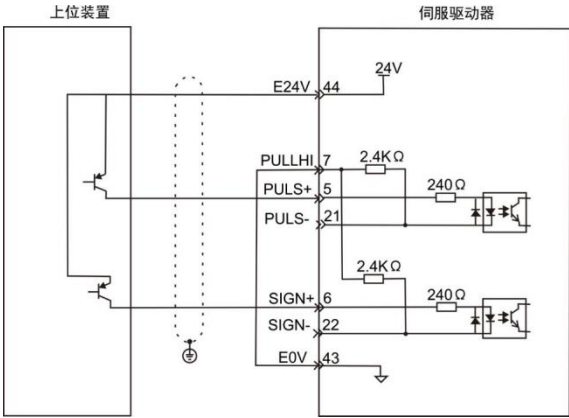 上位装置
伺服驱动器
24V
E24V 44
PULLHI 7
2.4KΩ
PULS+ 5
240Ω
PULS- 21
2.4KΩ
SIGN+ 6
240Ω
SIGN- 22
E0V 43